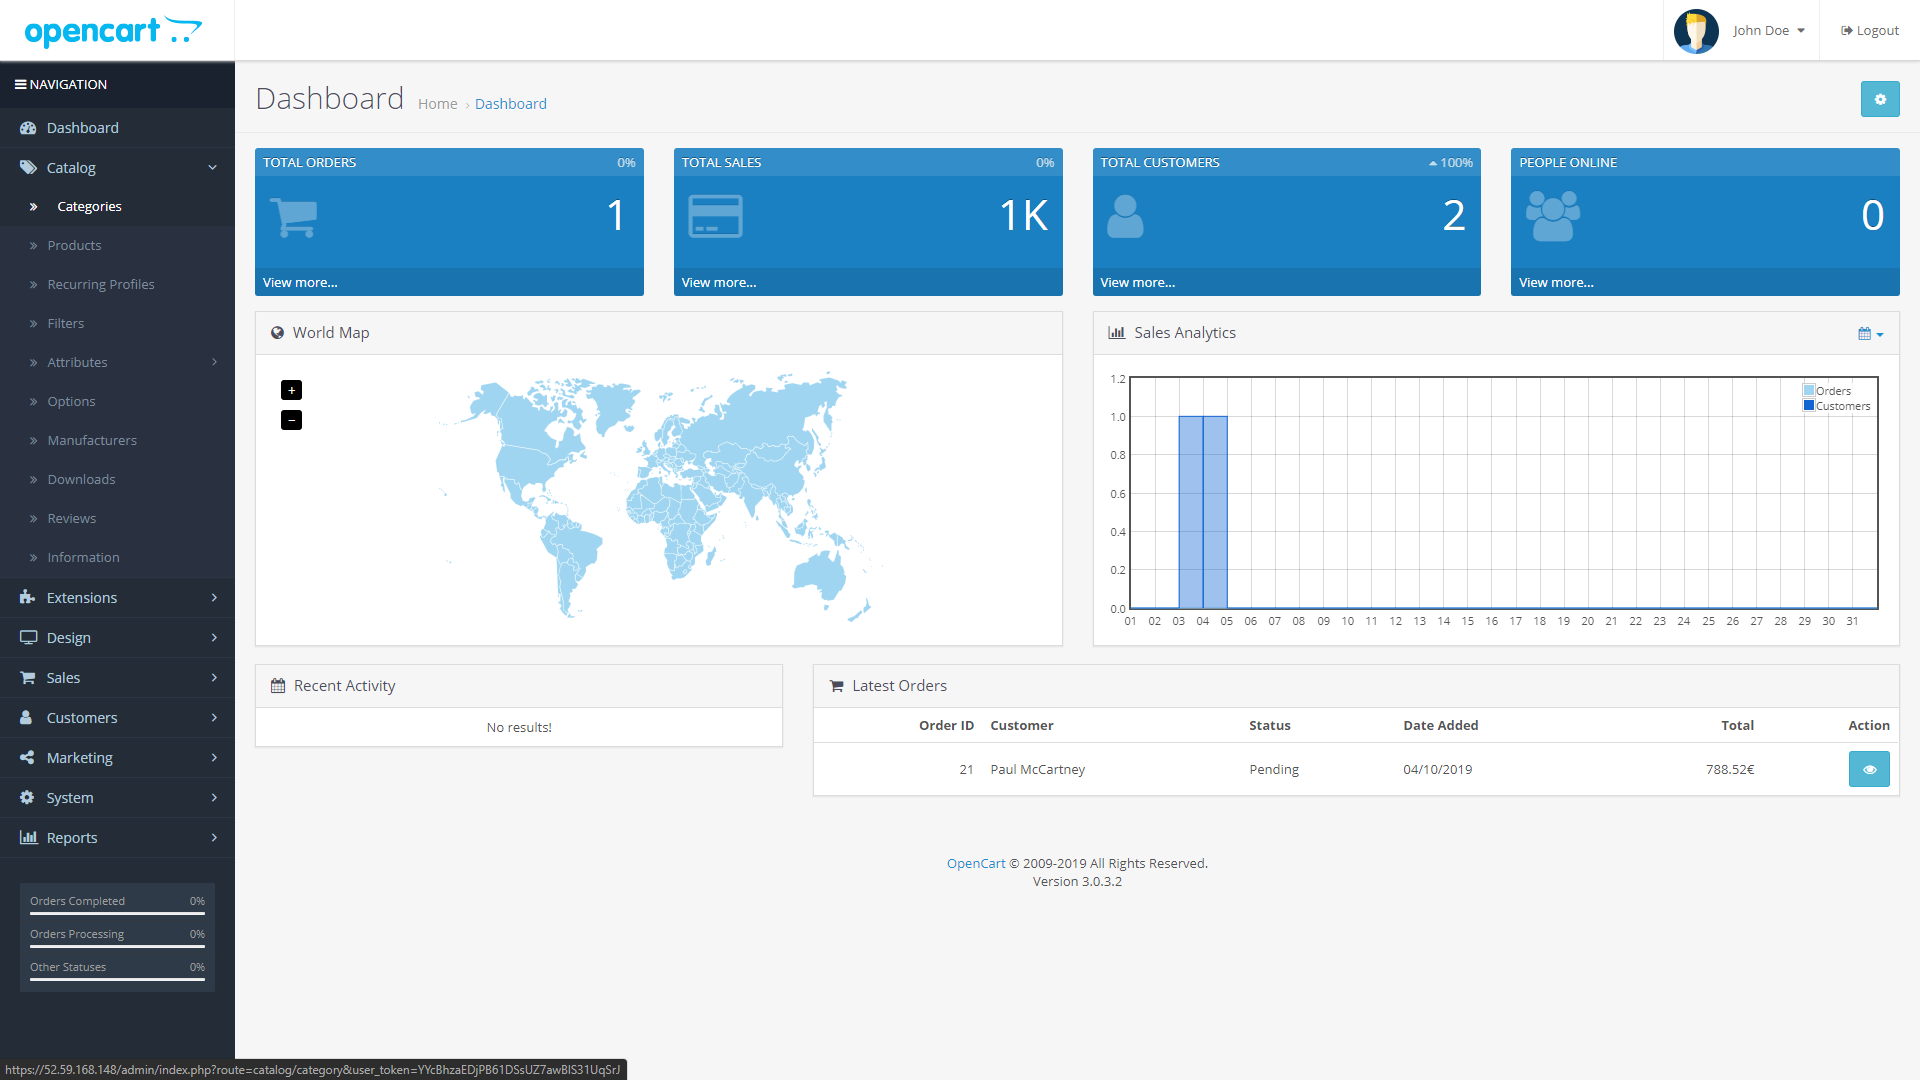 opencart
John Doe
Logout
NAVIGATION
Dashboard
Catalog
Categories
Products
Recurring Profiles
Filters
Attributes
Options
Manufacturers
Downloads
Reviews
Information
Extensions
Design
Sales
Customers
Marketing
System
Reports
Orders Completed 0%
Orders Processing 0%
Other Statuses 0%
Dashboard Home › Dashboard
TOTAL ORDERS 0%
1
View more...
TOTAL SALES 0%
1K
View more...
TOTAL CUSTOMERS 100%
2
View more...
PEOPLE ONLINE
0
View more...
World Map
+
−
Sales Analytics
1.2
1.0
0.8
0.6
0.4
0.2
0.0
Orders
Customers
01 02 03 04 05 06 07 08 09 10 11 12 13 14 15 16 17 18 19 20 21 22 23 24 25 26 27 28 29 30 31
Recent Activity
No results!
Latest Orders
Order ID Customer Status Date Added Total Action
21 Paul McCartney Pending 04/10/2019 788.52€
OpenCart © 2009-2019 All Rights Reserved.
Version 3.0.3.2
https://52.59.168.148/admin/index.php?route=catalog/category&user_token=YYcBhzaEDjPB61DSsUZ7awBlS31UqSrJ